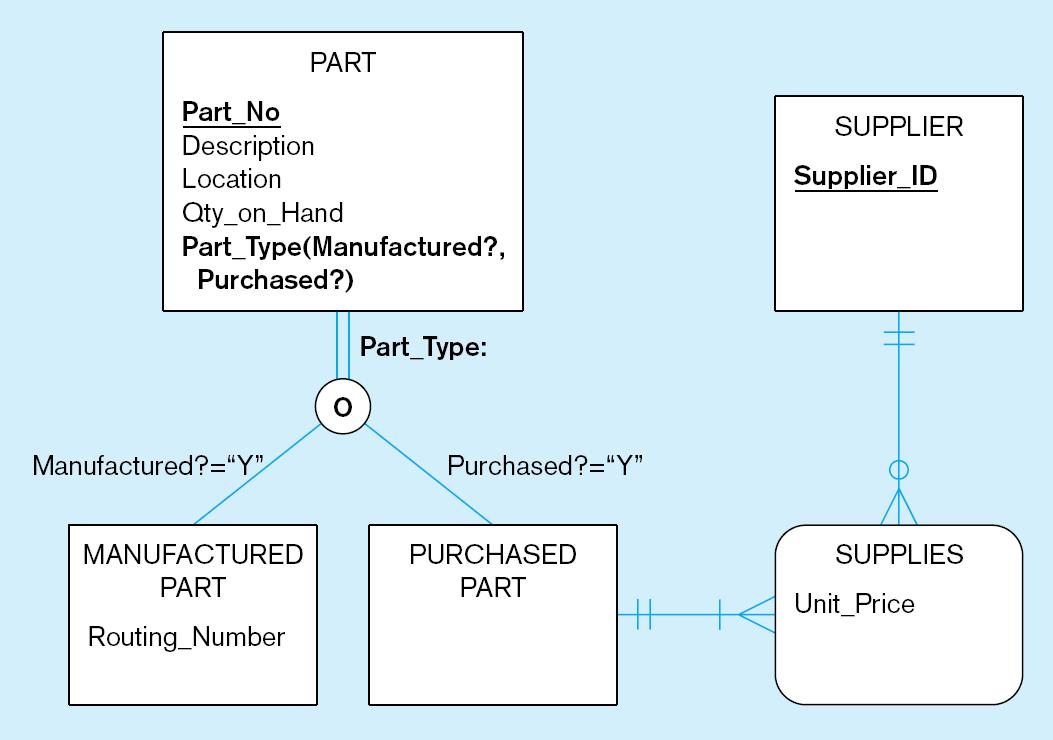 PART
Part_No
Description
Location
Qty_on_Hand
Part_Type(Manufactured?,
Purchased?)
SUPPLIER
Supplier_ID
Part_Type:
O
Manufactured?=“Y”
Purchased?=“Y”
MANUFACTURED
PART
Routing_Number
PURCHASED
PART
SUPPLIES
Unit_Price